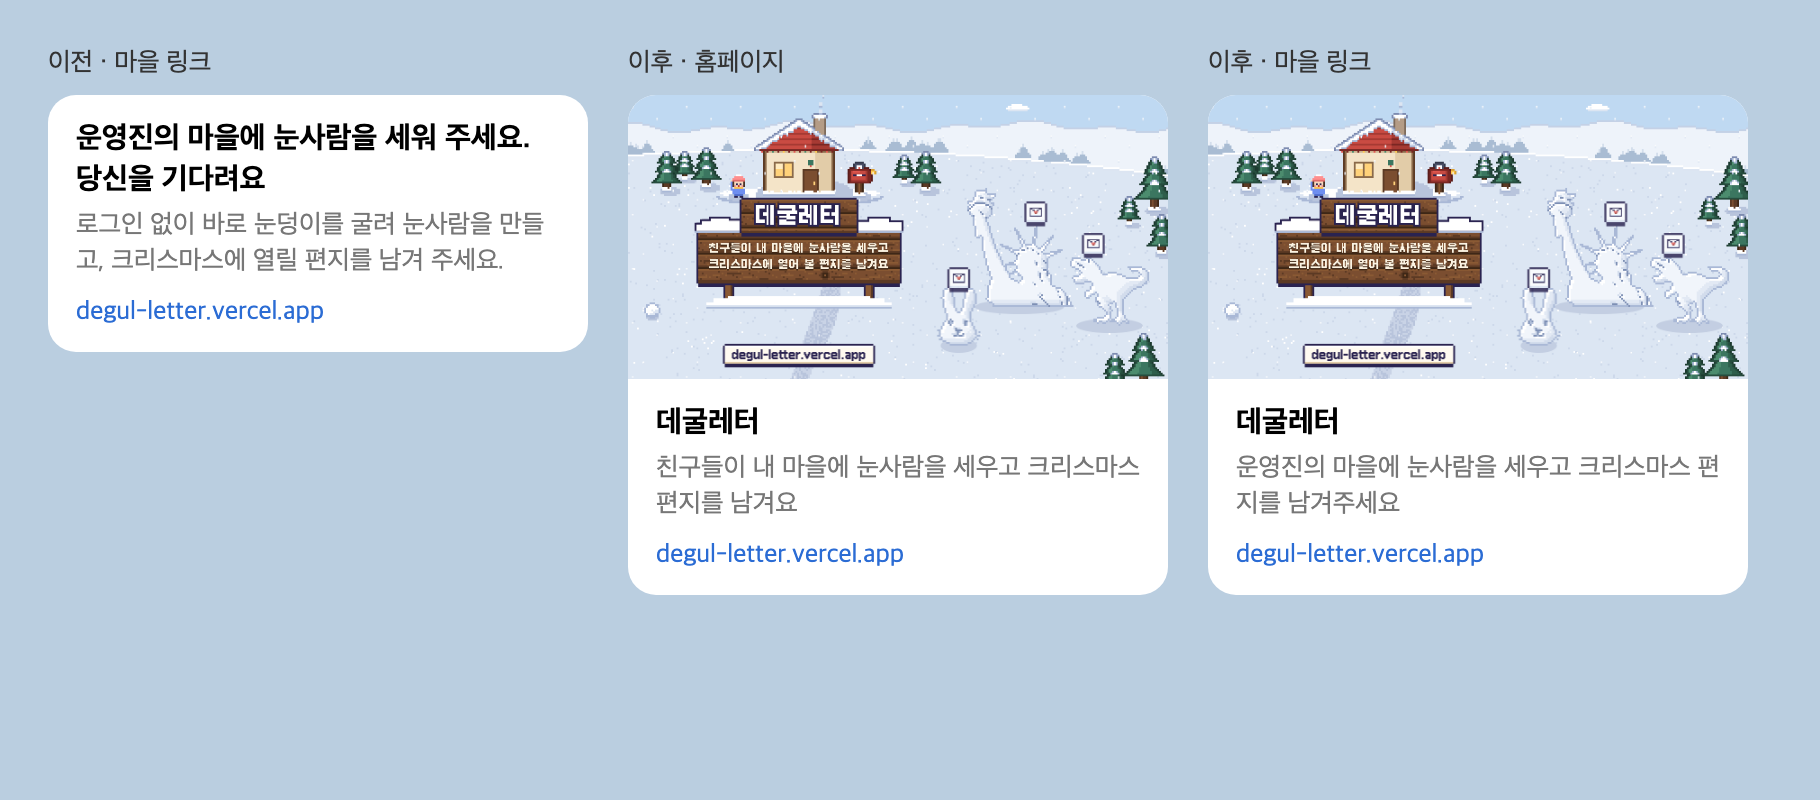 이전 · 마을 링크
운영진의 마을에 눈사람을 세워 주세요.
당신을 기다려요
로그인 없이 바로 눈덩이를 굴려 눈사람을 만들
고, 크리스마스에 열릴 편지를 남겨 주세요.
degul-letter.vercel.app
이후 · 홈페이지
데굴레터
친구들이 내 마을에 눈사람을 세우고
크리스마스에 열어 볼 편지를 남겨요
degul-letter.vercel.app
데굴레터
친구들이 내 마을에 눈사람을 세우고 크리스마스
편지를 남겨요
degul-letter.vercel.app
이후 · 마을 링크
데굴레터
친구들이 내 마을에 눈사람을 세우고
크리스마스에 열어 볼 편지를 남겨요
degul-letter.vercel.app
데굴레터
운영진의 마을에 눈사람을 세우고 크리스마스 편
지를 남겨주세요
degul-letter.vercel.app